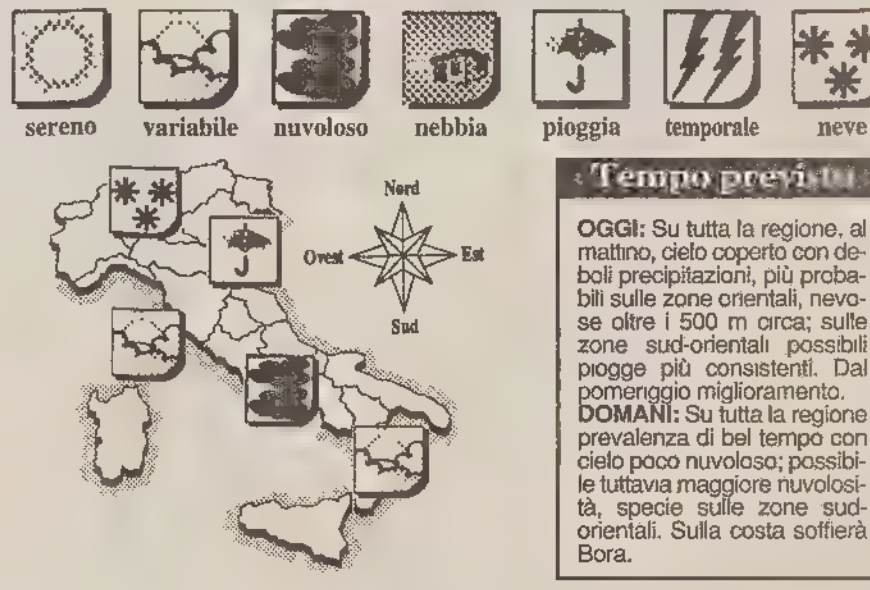 sereno variabile nuvoloso nebbia pioggia temporale neve
Nord
Ovest Est
Sud
Tempo previsto
OGGI: Su tutta la regione, al
mattino, cielo coperto con de-
boli precipitazioni, più proba-
bili sulle zone orientali, nevo-
se oltre i 500 m circa; sulle
zone sud-orientali possibili
piogge più consistenti. Dal
pomeriggio miglioramento.
DOMANI: Su tutta la regione
prevalenza di bel tempo con
cielo poco nuvoloso; possibi-
le tuttavia maggiore nuvolosi-
tà, specie sulle zone sud-
orientali. Sulla costa soffierà
Bora.